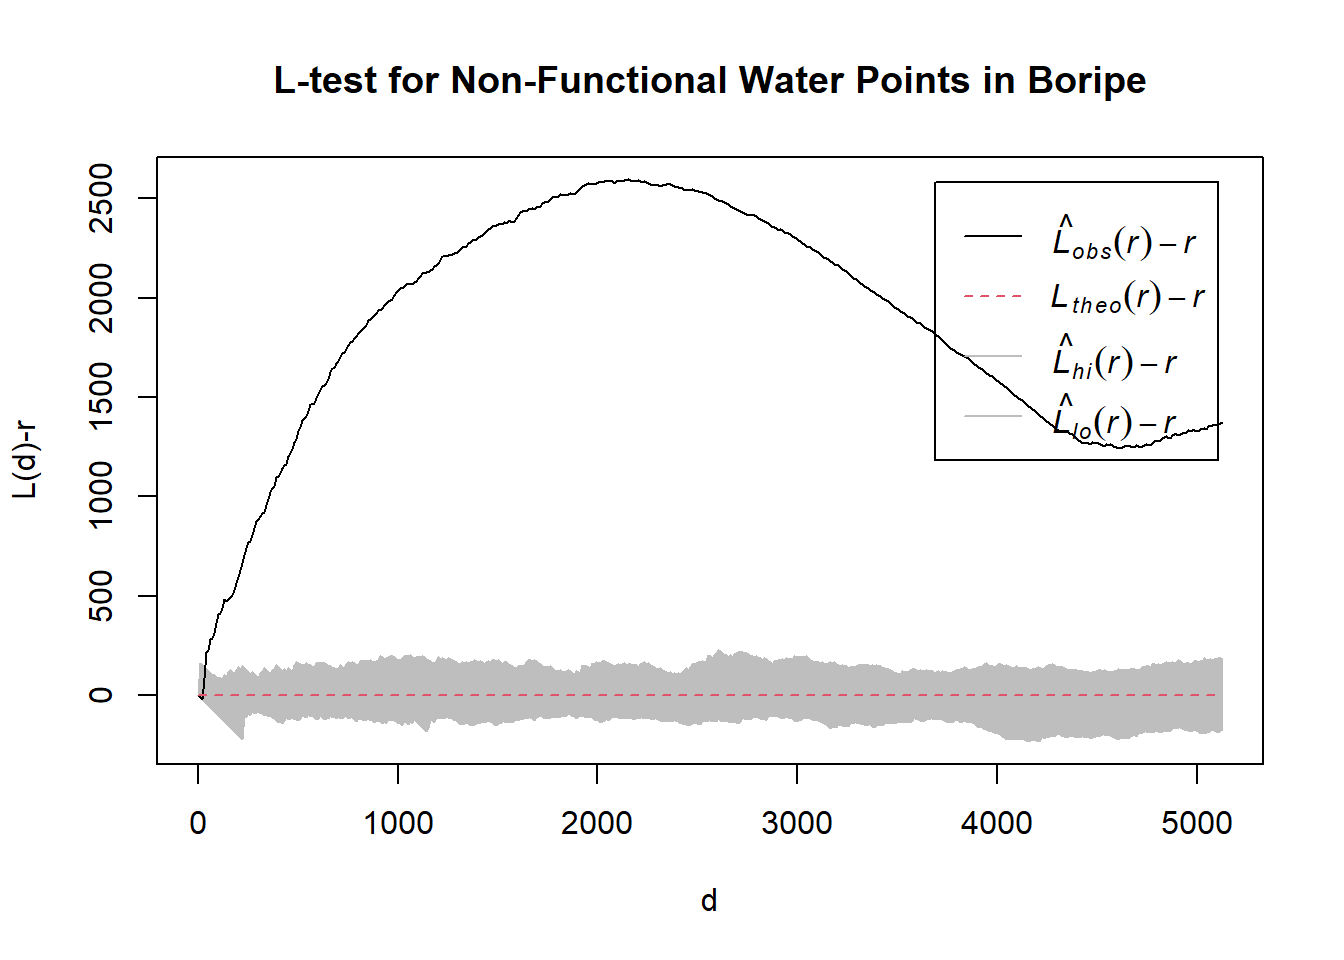 L-test for Non-Functional Water Points in Boripe
L(d)-r
2500
2000
1500
1000
500
0
L̂obs(r) − r
Ltheo(r) − r
L̂hi(r) − r
L̂lo(r) − r
0 1000 2000 3000 4000 5000
d